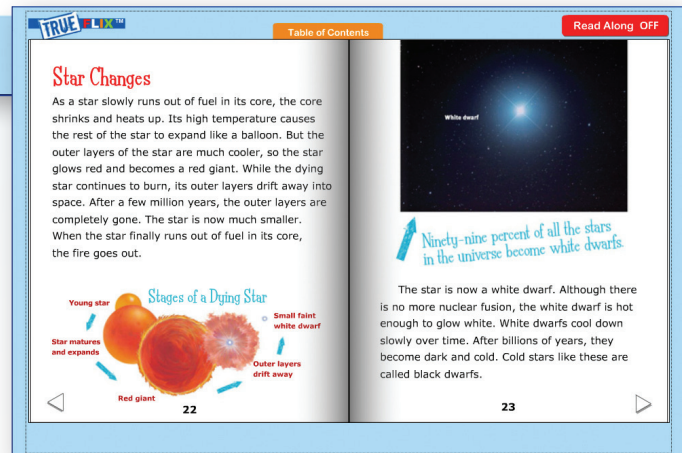 TRUE FLIX™
Table of Contents
Read Along OFF
Star Changes
As a star slowly runs out of fuel in its core, the core
shrinks and heats up. Its high temperature causes
the rest of the star to expand like a balloon. But the
outer layers of the star are much cooler, so the star
glows red and becomes a red giant. While the dying
star continues to burn, its outer layers drift away into
space. After a few million years, the outer layers are
completely gone. The star is now much smaller.
When the star finally runs out of fuel in its core,
the fire goes out.
Stages of a Dying Star
Young star
Star matures
and expands
Red giant
Outer layers
drift away
Small faint
white dwarf
22
White dwarf
Ninety-nine percent of all the stars
in the universe become white dwarfs.
The star is now a white dwarf. Although there
is no more nuclear fusion, the white dwarf is hot
enough to glow white. White dwarfs cool down
slowly over time. After billions of years, they
become dark and cold. Cold stars like these are
called black dwarfs.
23